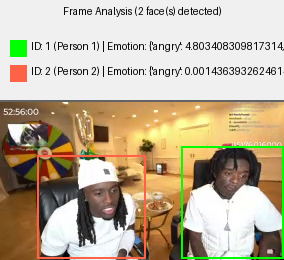 Frame Analysis (2 face(s) detected)
ID: 1 (Person 1) | Emotion: {'angry': 4.803408309817314,
ID: 2 (Person 2) | Emotion: {'angry': 0.001436393262461
52:56:00